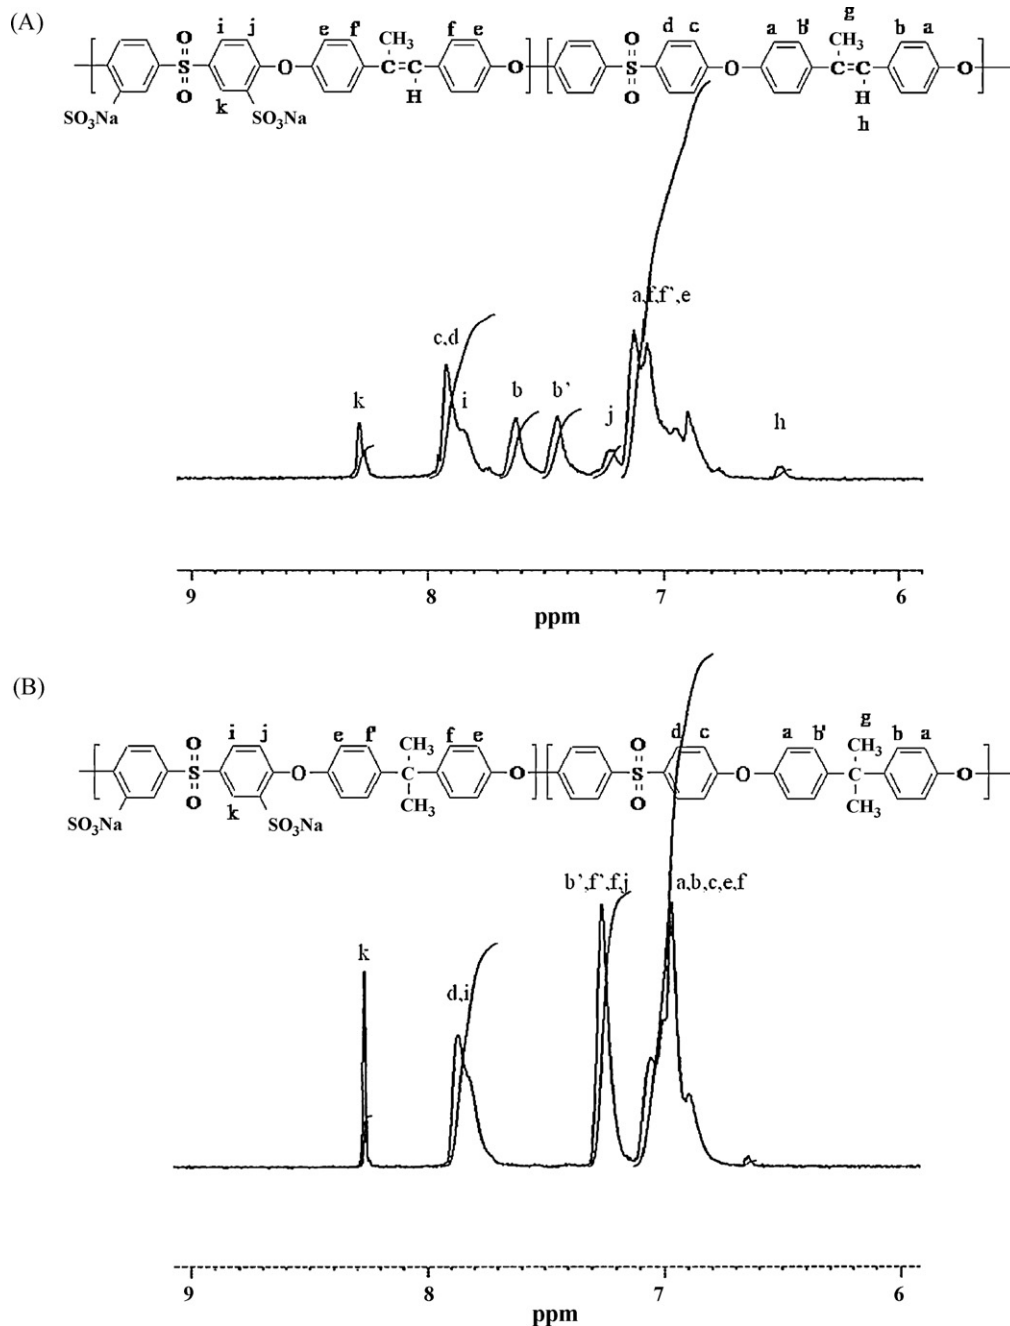 (A)
i j e f' CH₃ f e d c a b' g CH₃ b a
O S O O C=C O O S O O C=C O
H H
k h
SO₃Na SO₃Na
a,f,f`,e
c,d
k i b b` j h
9 8 7 6
ppm
(B)
i j e f' CH₃ f e d c a b' g CH₃ b a
O S O O C O O S O O C O
CH₃ CH₃
k
SO₃Na SO₃Na
b`,f`,f,j a,b,c,e,f
k
d,i
9 8 7 6
ppm